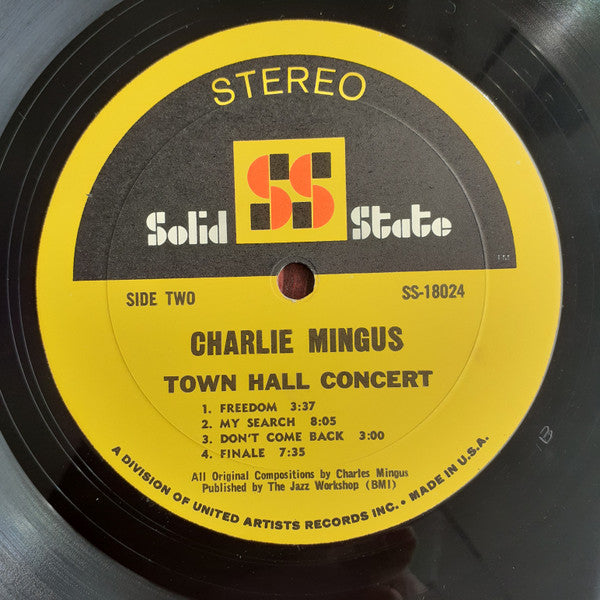 STEREO
SS
Solid State
SIDE TWO
SS-18024
CHARLIE MINGUS
TOWN HALL CONCERT
1. FREEDOM 3:37
2. MY SEARCH 8:05
3. DON'T COME BACK 3:00
4. FINALE 7:35
All Original Compositions by Charles Mingus
Published by The Jazz Workshop (BMI)
A DIVISION OF UNITED ARTISTS RECORDS INC. • MADE IN U.S.A.